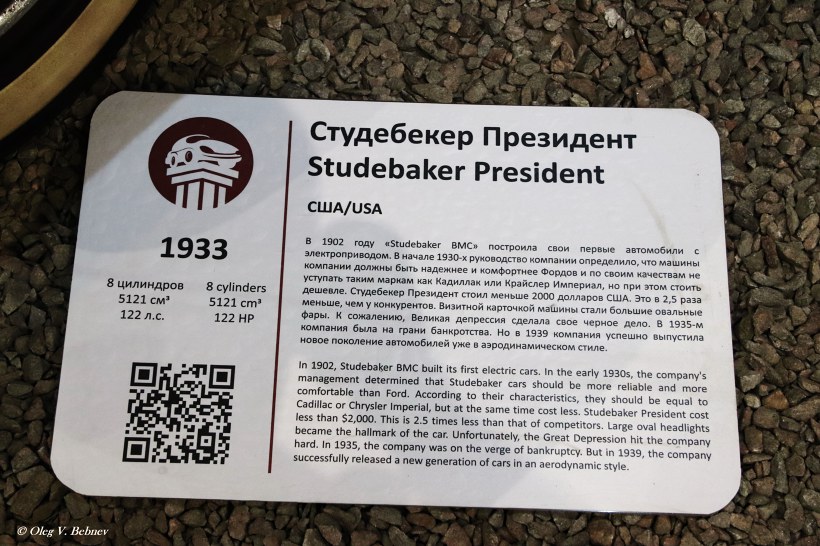 Студебекер Президент
Studebaker President
США/USA
1933
8 цилиндров
5121 см³
122 л.с.
8 cylinders
5121 cm³
122 HP
В 1902 году «Studebaker BMC» построила свои первые автомобили с
электроприводом. В начале 1930-х руководство компании определило, что машины
компании должны быть надежнее и комфортнее Фордов и по своим качествам не
уступать таким маркам как Кадиллак или Крайслер Империал, но при этом стоить
дешевле. Студебекер Президент стоил меньше 2000 долларов США. Это в 2,5 раза
меньше, чем у конкурентов. Визитной карточкой машины стали большие овальные
фары. К сожалению, Великая депрессия сделала свое черное дело. В 1935-м
компания была на грани банкротства. Но в 1939 компания успешно выпустила
новое поколение автомобилей уже в аэродинамическом стиле.
In 1902, Studebaker BMC built its first electric cars. In the early 1930s, the company's
management determined that Studebaker cars should be more reliable and more
comfortable than Ford. According to their characteristics, they should be equal to
Cadillac or Chrysler Imperial, but at the same time cost less. Studebaker President cost
less than $2,000. This is 2.5 times less than that of competitors. Large oval headlights
became the hallmark of the car. Unfortunately, the Great Depression hit the company
hard. In 1935, the company was on the verge of bankruptcy. But in 1939, the company
successfully released a new generation of cars in an aerodynamic style.
© Oleg V. Bebnev